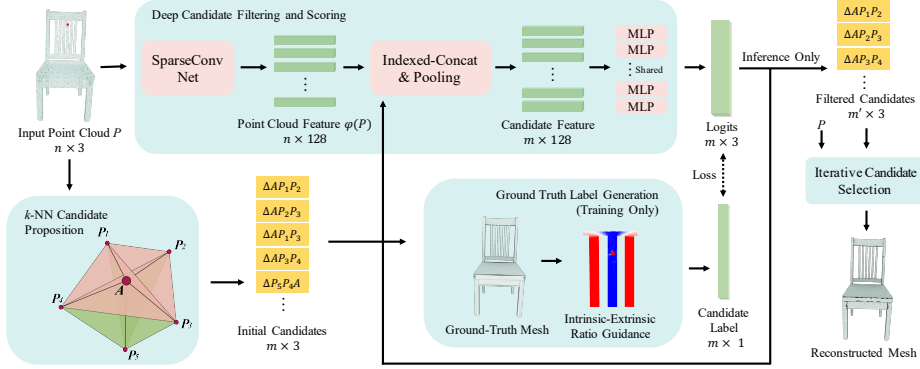 Deep Candidate Filtering and Scoring
SparseConv
Net
Point Cloud Feature φ(P)
n × 128
Indexed-Concat
& Pooling
Candidate Feature
m × 128
MLP
MLP
Shared
MLP
MLP
Logits
m × 3
Inference Only
ΔAP₁P₂
ΔAP₂P₃
ΔAP₃P₄
Filtered Candidates
m′ × 3
P
Iterative Candidate
Selection
Reconstructed Mesh
Input Point Cloud P
n × 3
k-NN Candidate
Proposition
P₁
P₂
P₃
P₄
P₅
A
ΔAP₁P₂
ΔAP₂P₃
ΔAP₁P₃
ΔAP₃P₄
ΔP₅P₄A
Initial Candidates
m × 3
Ground Truth Label Generation
(Training Only)
Ground-Truth Mesh
Intrinsic-Extrinsic
Ratio Guidance
Loss
Candidate
Label
m × 1